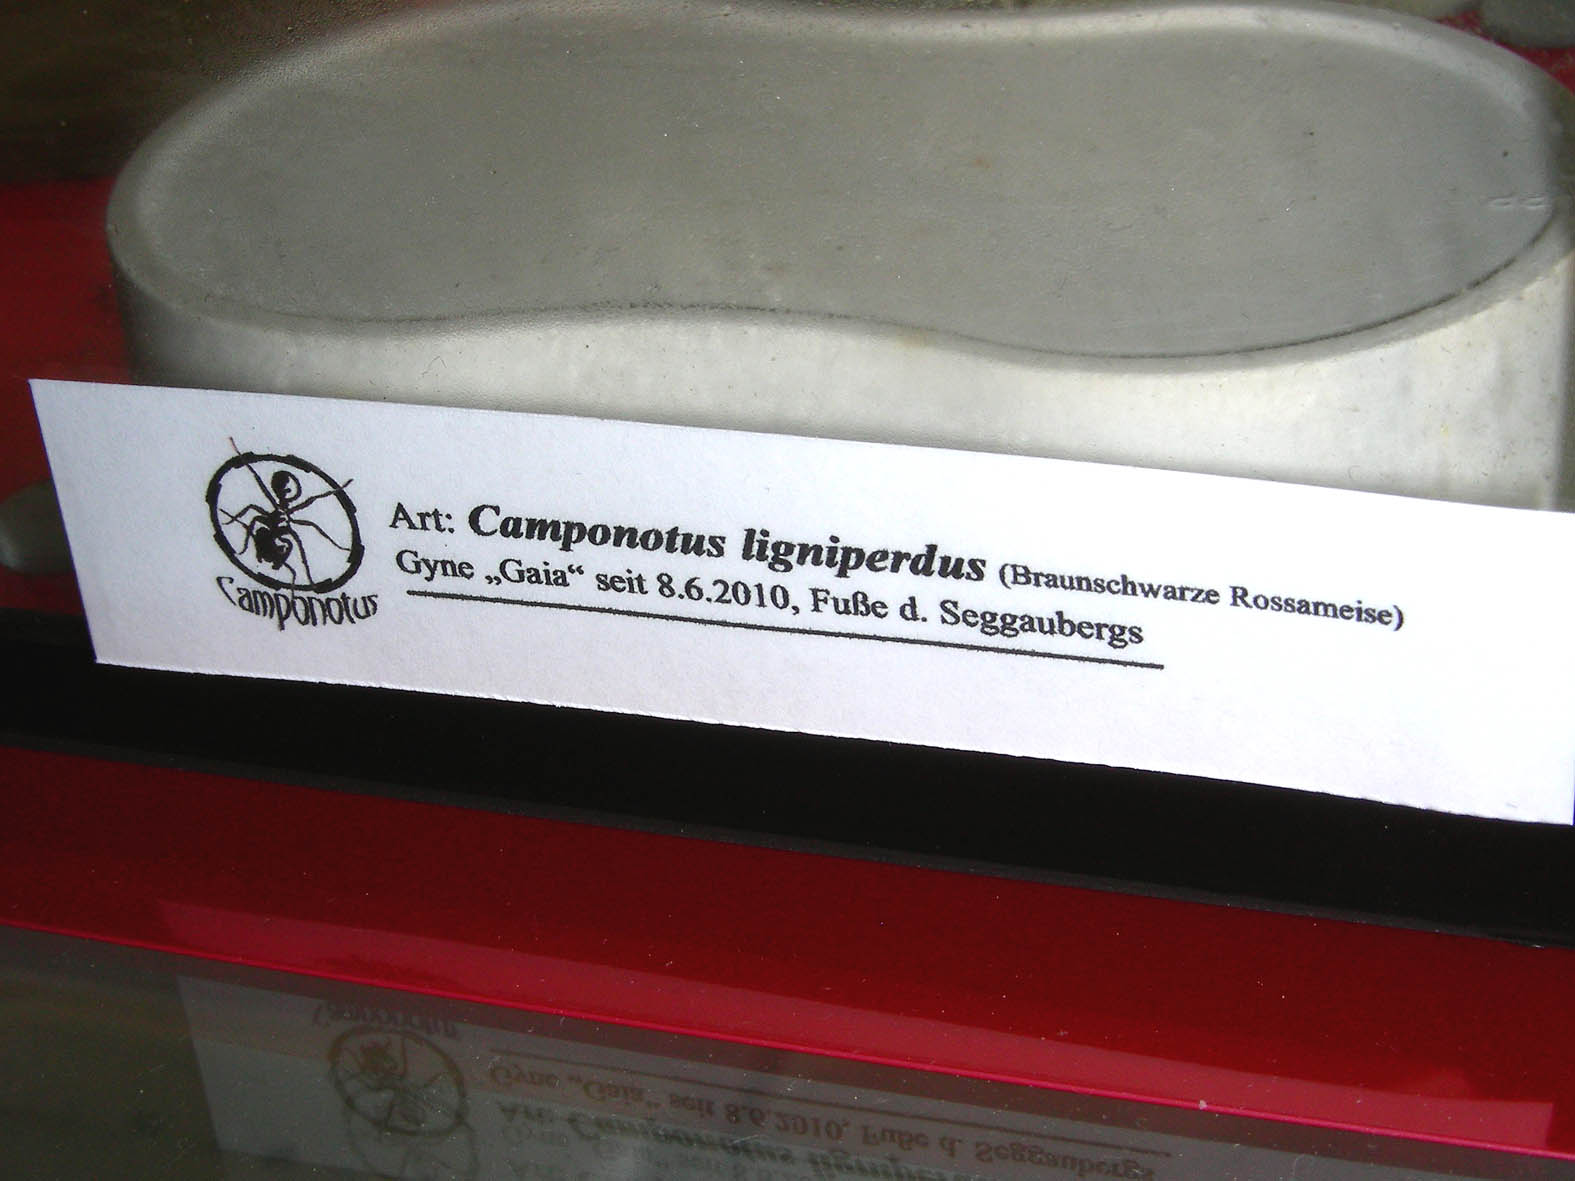 Art: Camponotus ligniperdus (Braunschwarze Rossameise)
Gyne „Gaia“ seit 8.6.2010, Fuße d. Seggaubergs
Camponotus